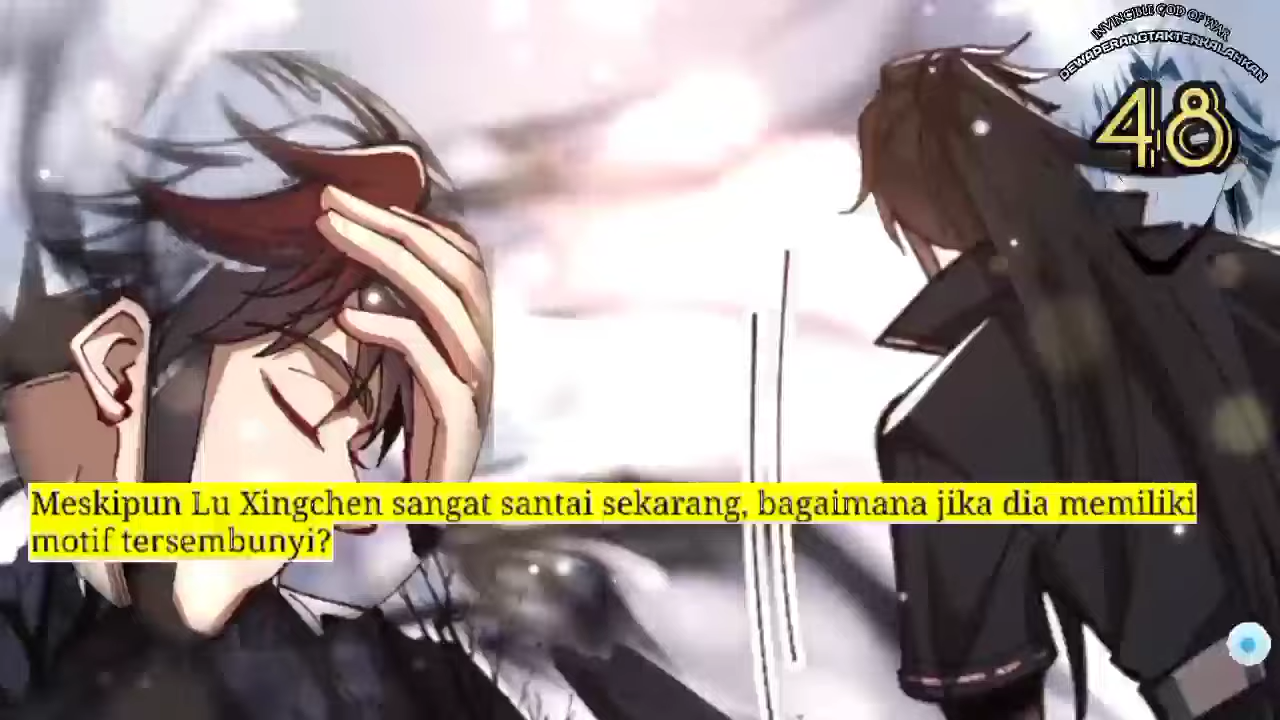 INVINCIBLE GOD OF WAR
DEWAPERANGTAKTERKALAHKAN
48
Meskipun Lu Xingchen sangat santai sekarang, bagaimana jika dia memiliki
motif tersembunyi?